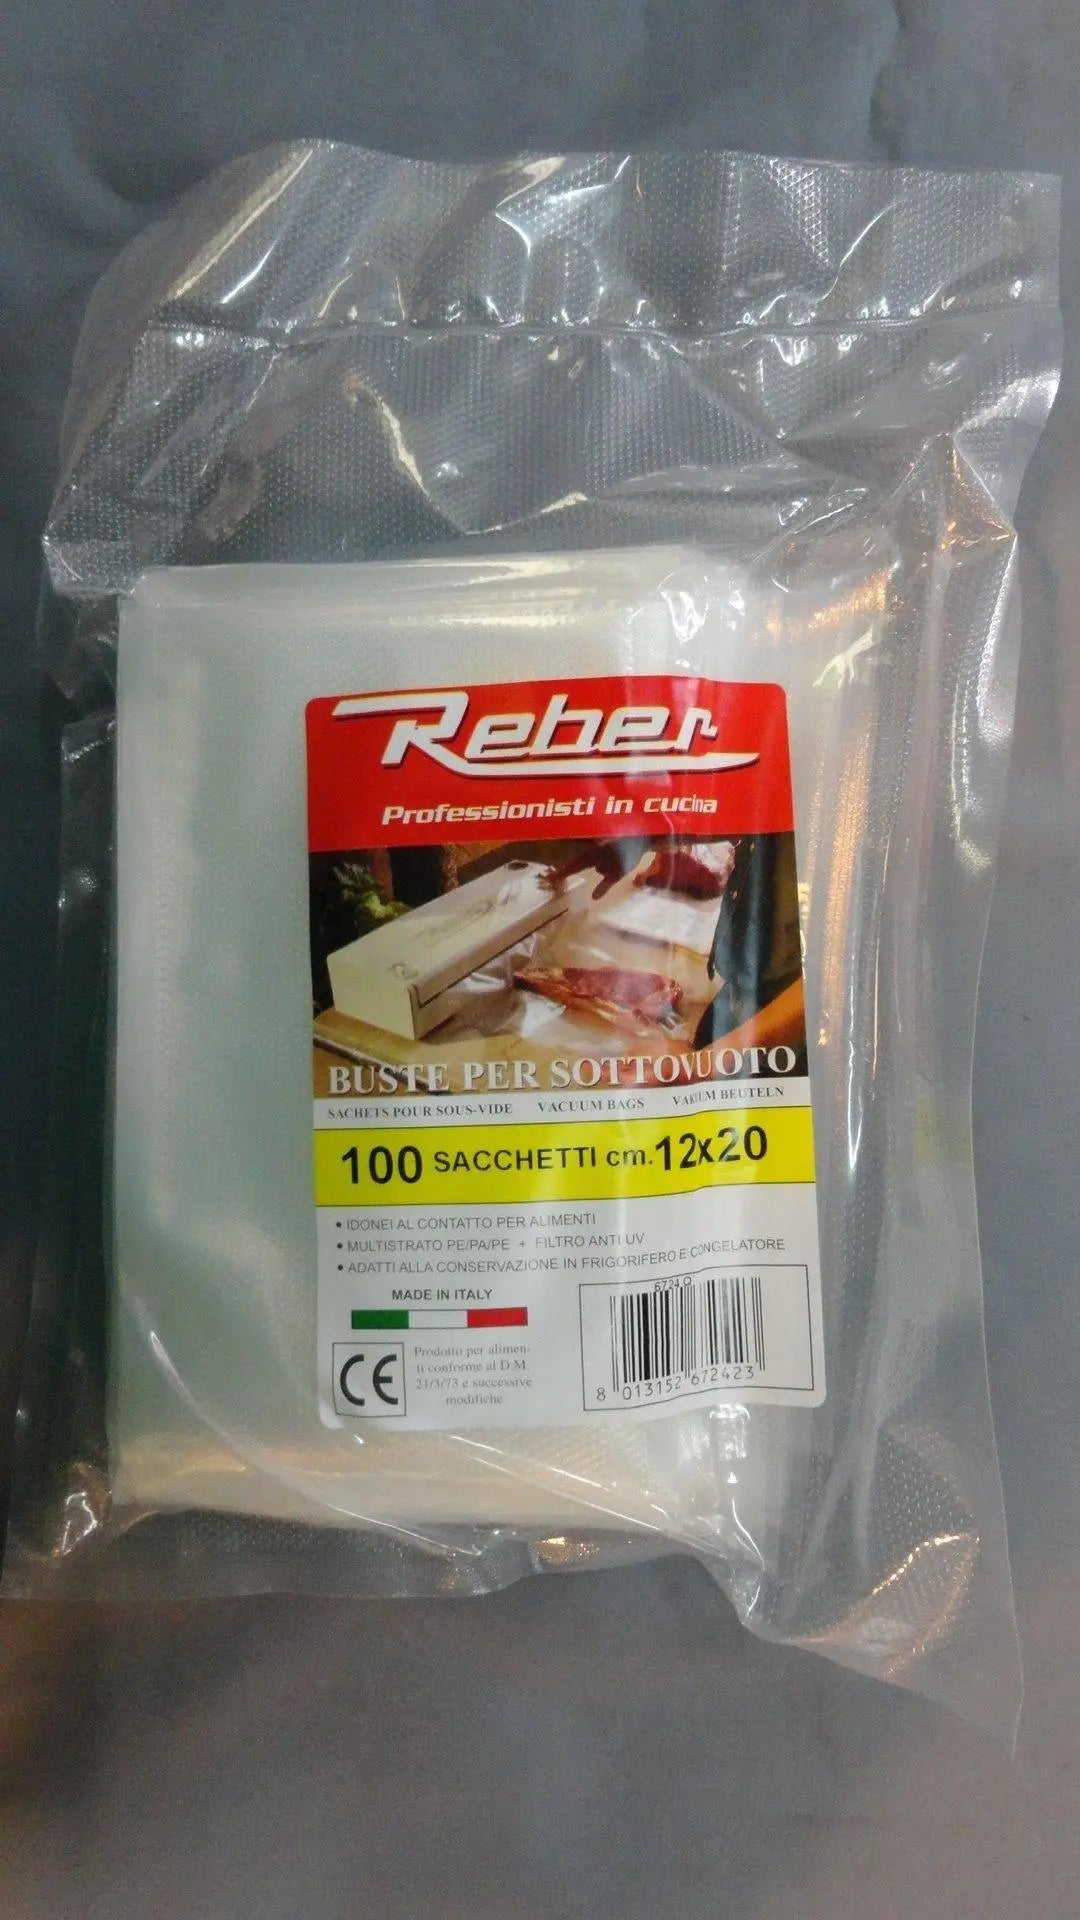 Reber
Professionisti in cucina
BUSTE PER SOTTOVUOTO
SACHETS POUR SOUS-VIDE VACUUM BAGS VAKUUM BEUTELN
100 SACCHETTI cm.12x20
• IDONEI AL CONTATTO PER ALIMENTI
• MULTISTRATO PE/PA/PE + FILTRO ANTI UV
• ADATTI ALLA CONSERVAZIONE IN FRIGORIFERO E CONGELATORE
MADE IN ITALY
CE
Prodotto per alimen-
ti conforme al D.M.
21/3/73 e successive
modifiche
6724 Q
8 013152 672423